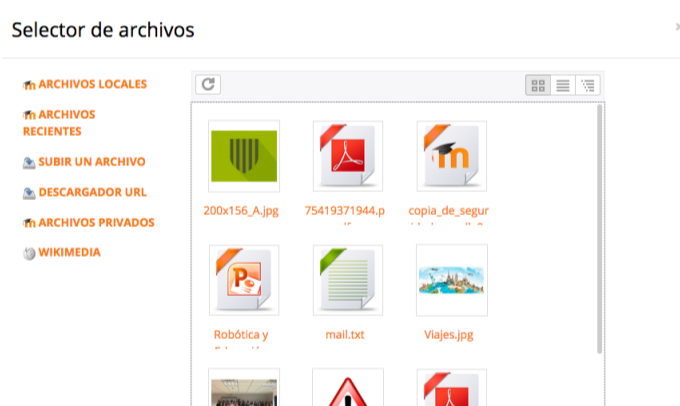 Selector de archivos
ARCHIVOS LOCALES
ARCHIVOS
RECIENTES
SUBIR UN ARCHIVO
DESCARGADOR URL
ARCHIVOS PRIVADOS
WIKIMEDIA
200x156_A.jpg
75419371944.p
copia_de_segur
Robótica y
mail.txt
Viajes.jpg